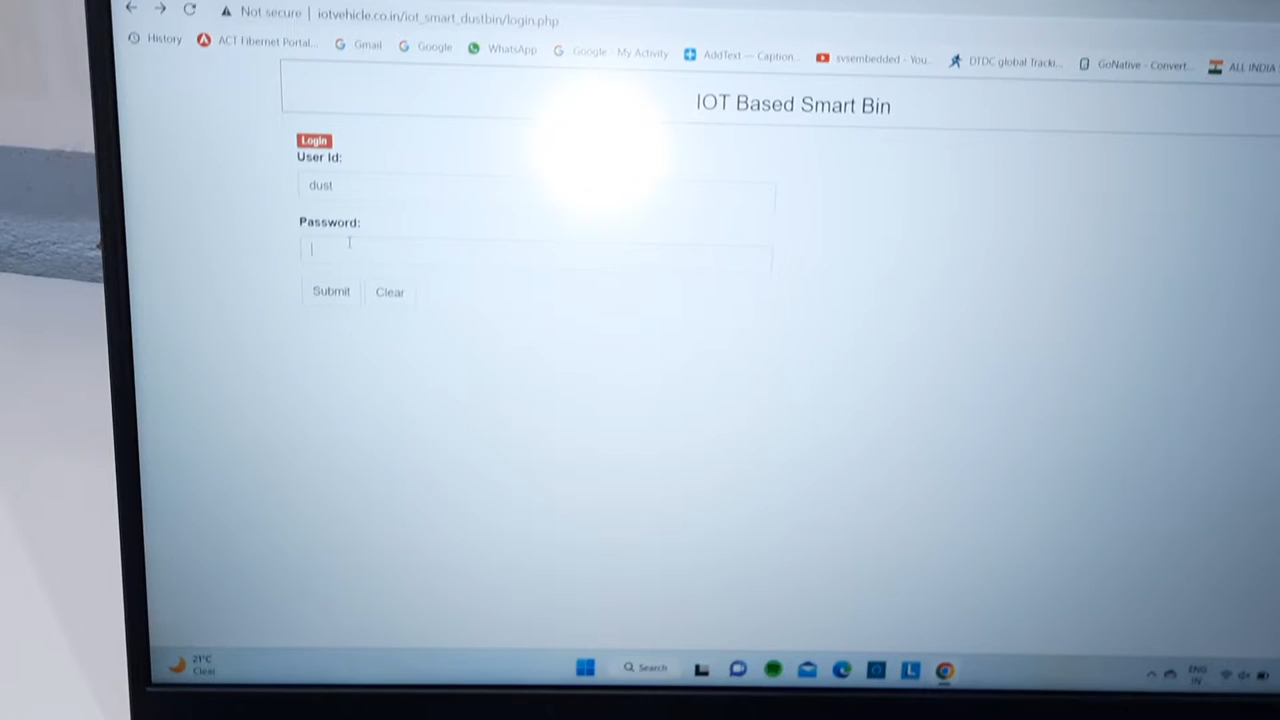 Not secure | iotvehicle.co.in/iot_smart_dustbin/login.php
History ACT Fibernet Portal... Gmail Google WhatsApp Google - My Activity AddText — Caption... svsembedded - You... DTDC global Tracki... GoNative - Convert... ALL INDIA
IOT Based Smart Bin
Login
User Id:
dust
Password:
Submit Clear
21°C
Clear
Search
ENG
IN